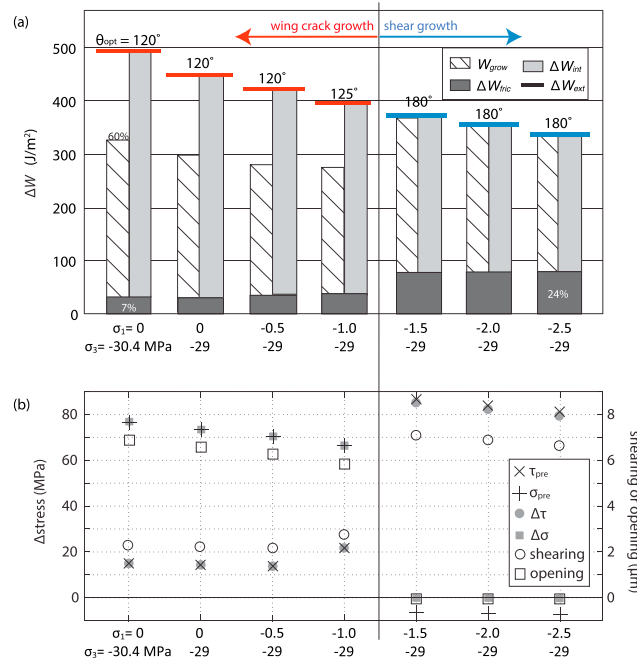 (a)
wing crack growth
shear growth
θopt = 120°
120°
120°
125°
180°
180°
180°
Wgrow
ΔWint
ΔWfric
ΔWext
500
400
300
200
100
0
ΔW (J/m²)
60%
7%
24%
σ1= 0 0 -0.5 -1.0 -1.5 -2.0 -2.5
σ3= -30.4 MPa -29 -29 -29 -29 -29 -29
(b)
80
60
40
20
0
Δstress (MPa)
8
6
4
2
0
shearing or opening (μm)
τpre
σpre
Δτ
Δσ
shearing
opening
σ1= 0 0 -0.5 -1.0 -1.5 -2.0 -2.5
σ3= -30.4 MPa -29 -29 -29 -29 -29 -29